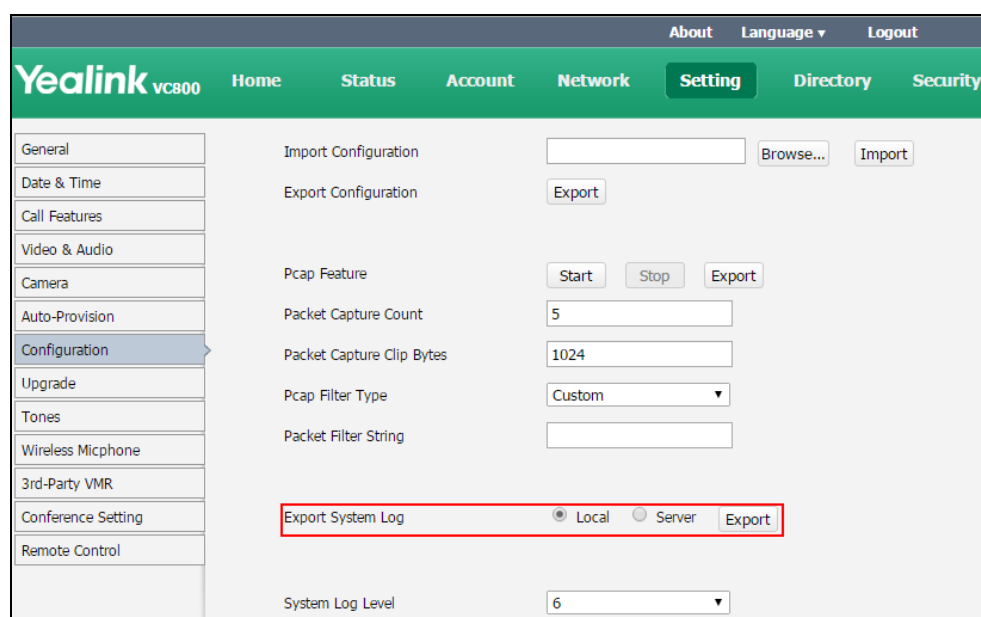 About Language ▾ Logout
Yealink VC800 Home Status Account Network Setting Directory Security
General
Date & Time
Call Features
Video & Audio
Camera
Auto-Provision
Configuration
Upgrade
Tones
Wireless Micphone
3rd-Party VMR
Conference Setting
Remote Control
Import Configuration Browse... Import
Export Configuration Export
Pcap Feature Start Stop Export
Packet Capture Count 5
Packet Capture Clip Bytes 1024
Pcap Filter Type Custom
Packet Filter String
Export System Log Local Server Export
System Log Level 6